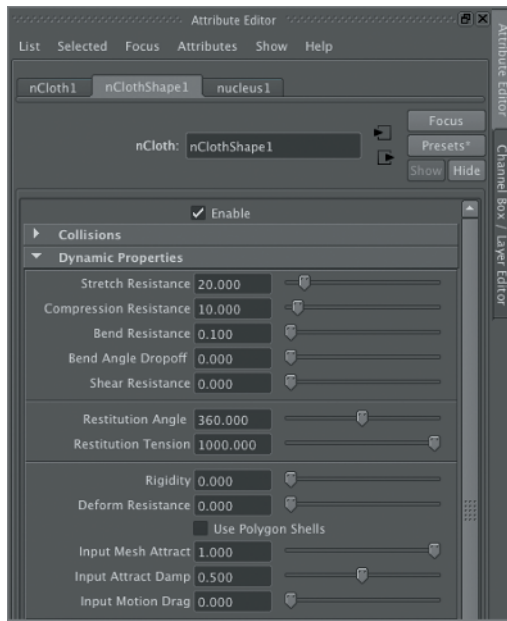 Attribute Editor
List Selected Focus Attributes Show Help
nCloth1 nClothShape1 nucleus1
nCloth: nClothShape1
Focus
Presets*
Show Hide
Enable
Collisions
Dynamic Properties
Stretch Resistance 20.000
Compression Resistance 10.000
Bend Resistance 0.100
Bend Angle Dropoff 0.000
Shear Resistance 0.000
Restitution Angle 360.000
Restitution Tension 1000.000
Rigidity 0.000
Deform Resistance 0.000
Use Polygon Shells
Input Mesh Attract 1.000
Input Attract Damp 0.500
Input Motion Drag 0.000
Attribute Editor
Channel Box / Layer Editor